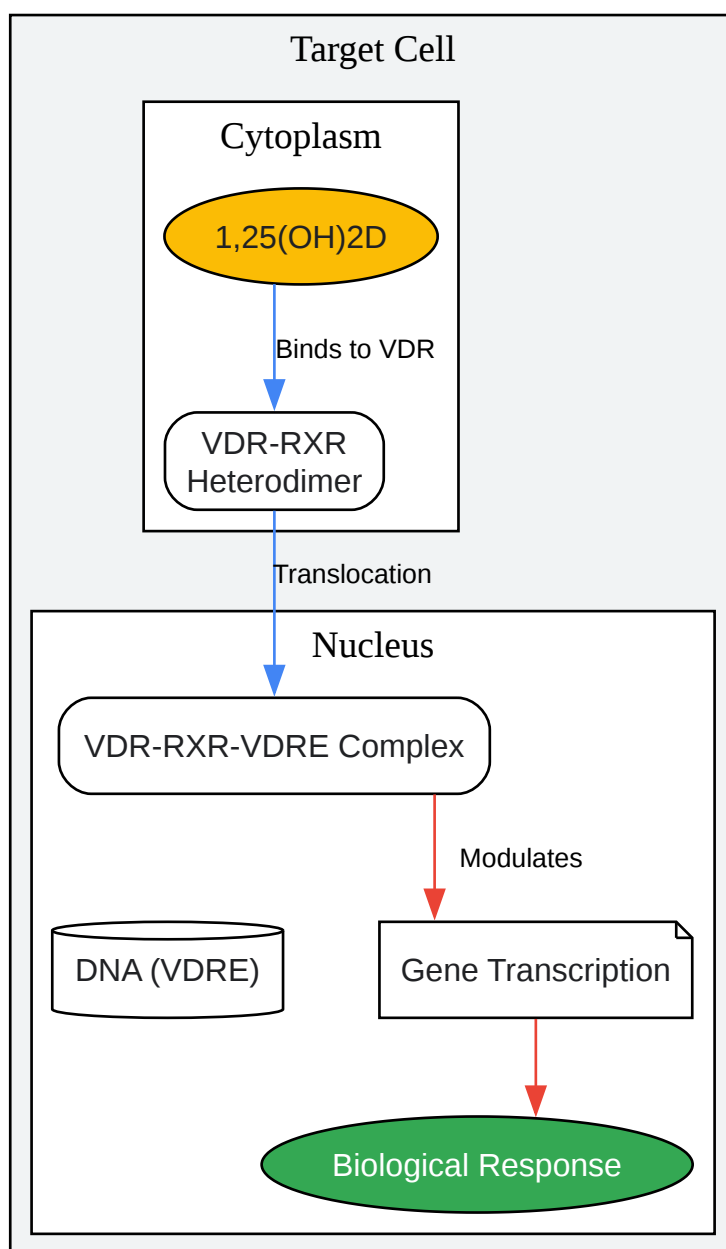 Target Cell
Cytoplasm
1,25(OH)2D
Binds to VDR
VDR-RXR
Heterodimer
Translocation
Nucleus
VDR-RXR-VDRE Complex
Modulates
DNA (VDRE)
Gene Transcription
Biological Response